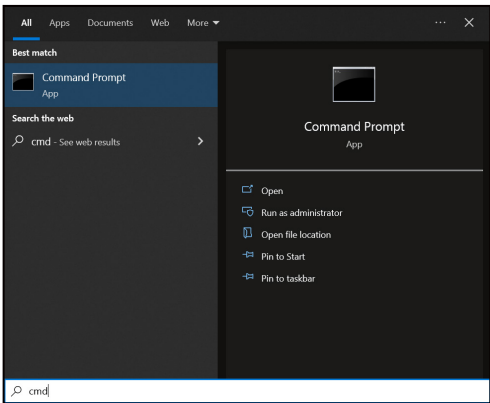 All Apps Documents Web More
Best match
Command Prompt
App
Search the web
cmd - See web results
Command Prompt
App
Open
Run as administrator
Open file location
Pin to Start
Pin to taskbar
cmd